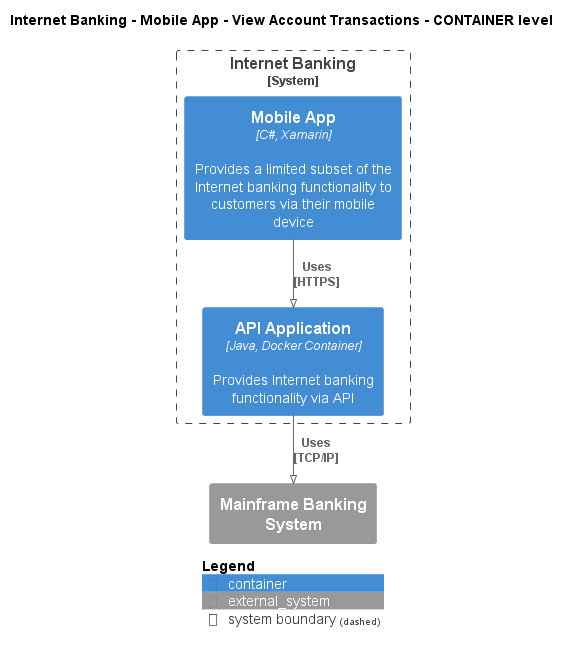 Internet Banking - Mobile App - View Account Transactions - CONTAINER level
Internet Banking
[System]
Mobile App
[C#, Xamarin]
Provides a limited subset of the
Internet banking functionality to
customers via their mobile
device
Uses
[HTTPS]
API Application
[Java, Docker Container]
Provides Internet banking
functionality via API
Uses
[TCP/IP]
Mainframe Banking
System
Legend
container
external_system
system boundary (dashed)